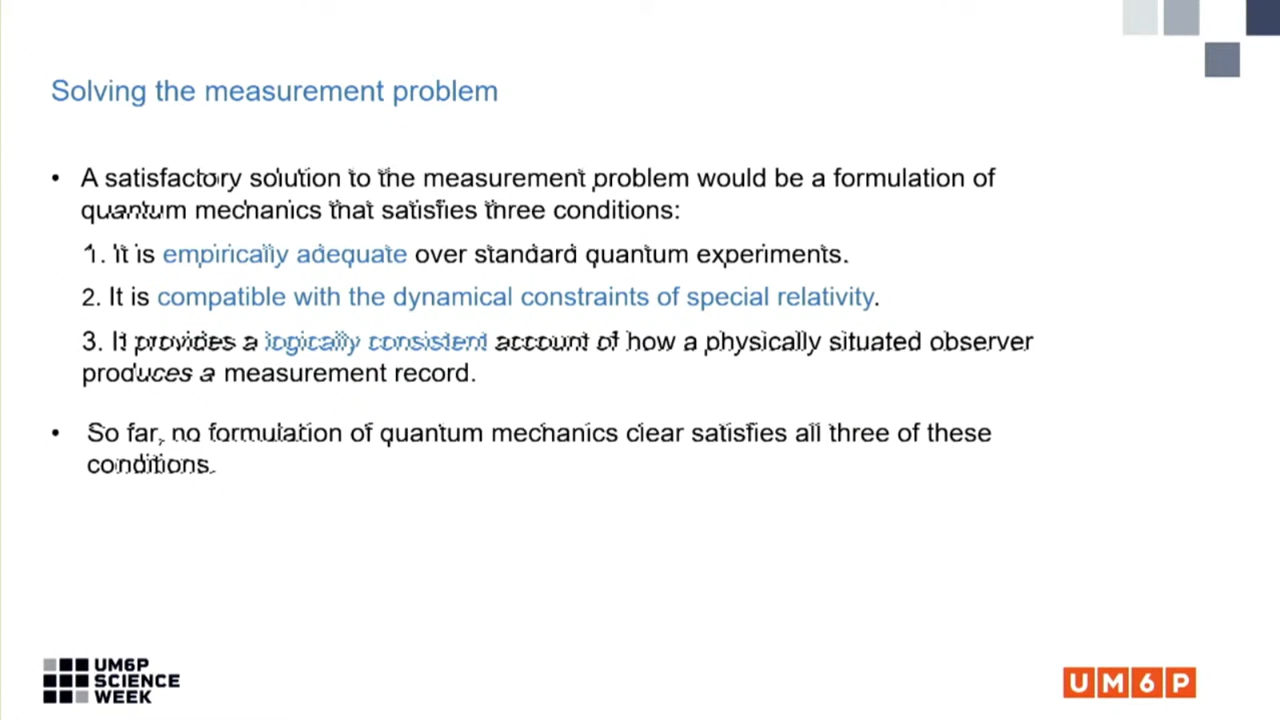 Solving the measurement problem
• A satisfactory solution to the measurement problem would be a formulation of
quantum mechanics that satisfies three conditions:
1. It is empirically adequate over standard quantum experiments.
2. It is compatible with the dynamical constraints of special relativity.
3. It provides a logically consistent account of how a physically situated observer
produces a measurement record.
• So far, no formulation of quantum mechanics clear satisfies all three of these
conditions.
UM6P
SCIENCE
WEEK
UM6P